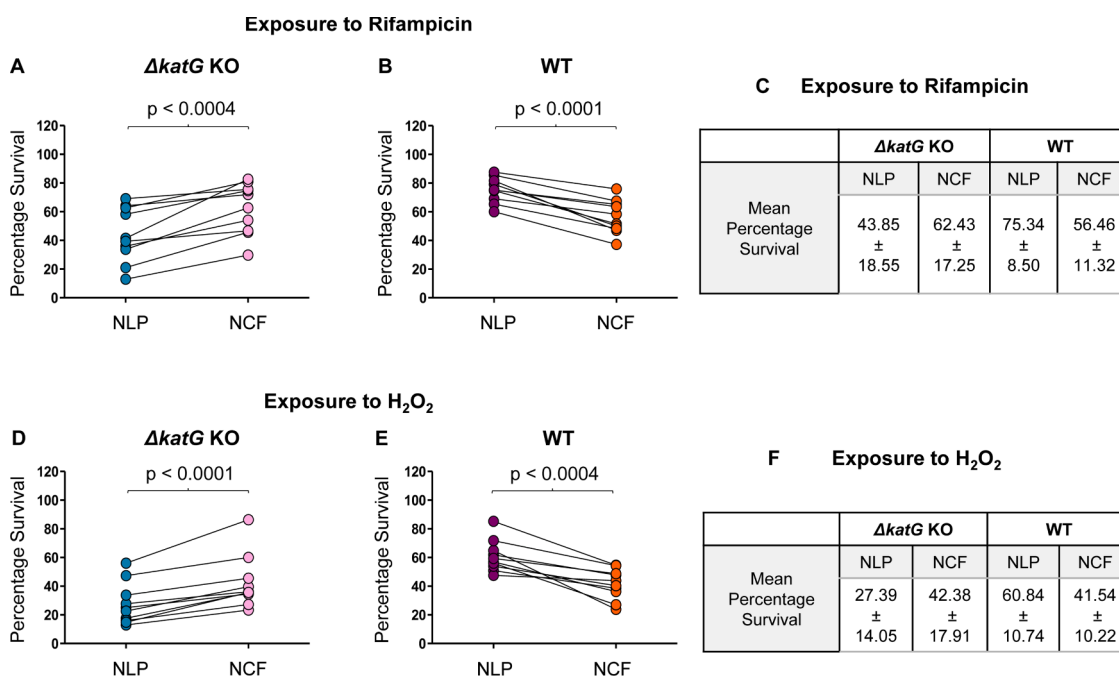 Exposure to Rifampicin
A
ΔkatG KO
p < 0.0004
Percentage Survival
120
100
80
60
40
20
0
NLP
NCF
B
WT
p < 0.0001
Percentage Survival
120
100
80
60
40
20
0
NLP
NCF
C Exposure to Rifampicin
ΔkatG KO WT
NLP NCF NLP NCF
Mean
Percentage
Survival
43.85
±
18.55
62.43
±
17.25
75.34
±
8.50
56.46
±
11.32
Exposure to H₂O₂
D
ΔkatG KO
p < 0.0001
Percentage Survival
120
100
80
60
40
20
0
NLP
NCF
E
WT
p < 0.0004
Percentage Survival
120
100
80
60
40
20
0
NLP
NCF
F Exposure to H₂O₂
ΔkatG KO WT
NLP NCF NLP NCF
Mean
Percentage
Survival
27.39
±
14.05
42.38
±
17.91
60.84
±
10.74
41.54
±
10.22